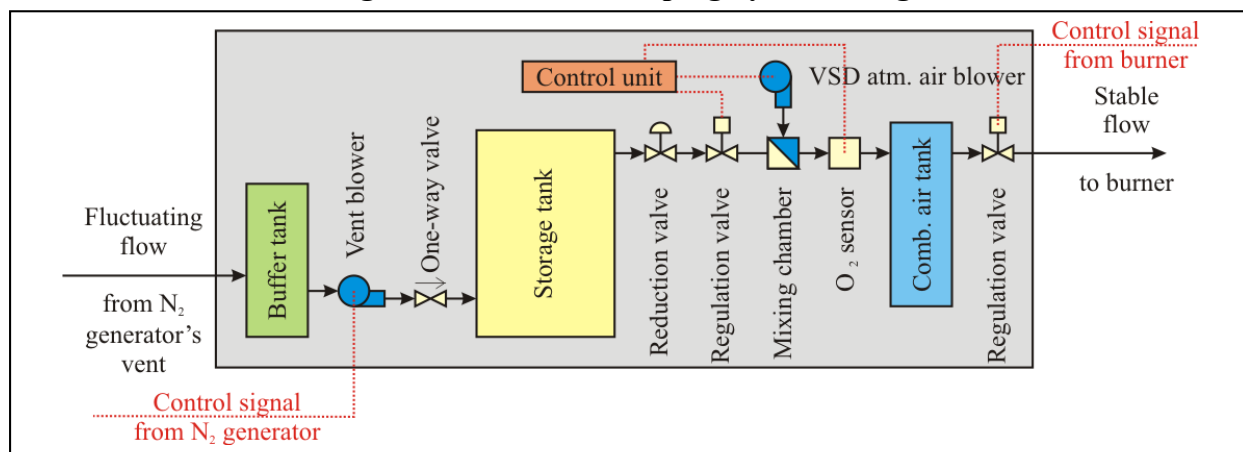 Control signal
from burner
Control unit
VSD atm. air blower
Stable
flow
to burner
Fluctuating
flow
from N₂
generator's
vent
Buffer tank
Vent blower
One-way valve
Storage tank
Reduction valve
Regulation valve
Mixing chamber
O₂ sensor
Comb. air tank
Regulation valve
Control signal
from N₂ generator